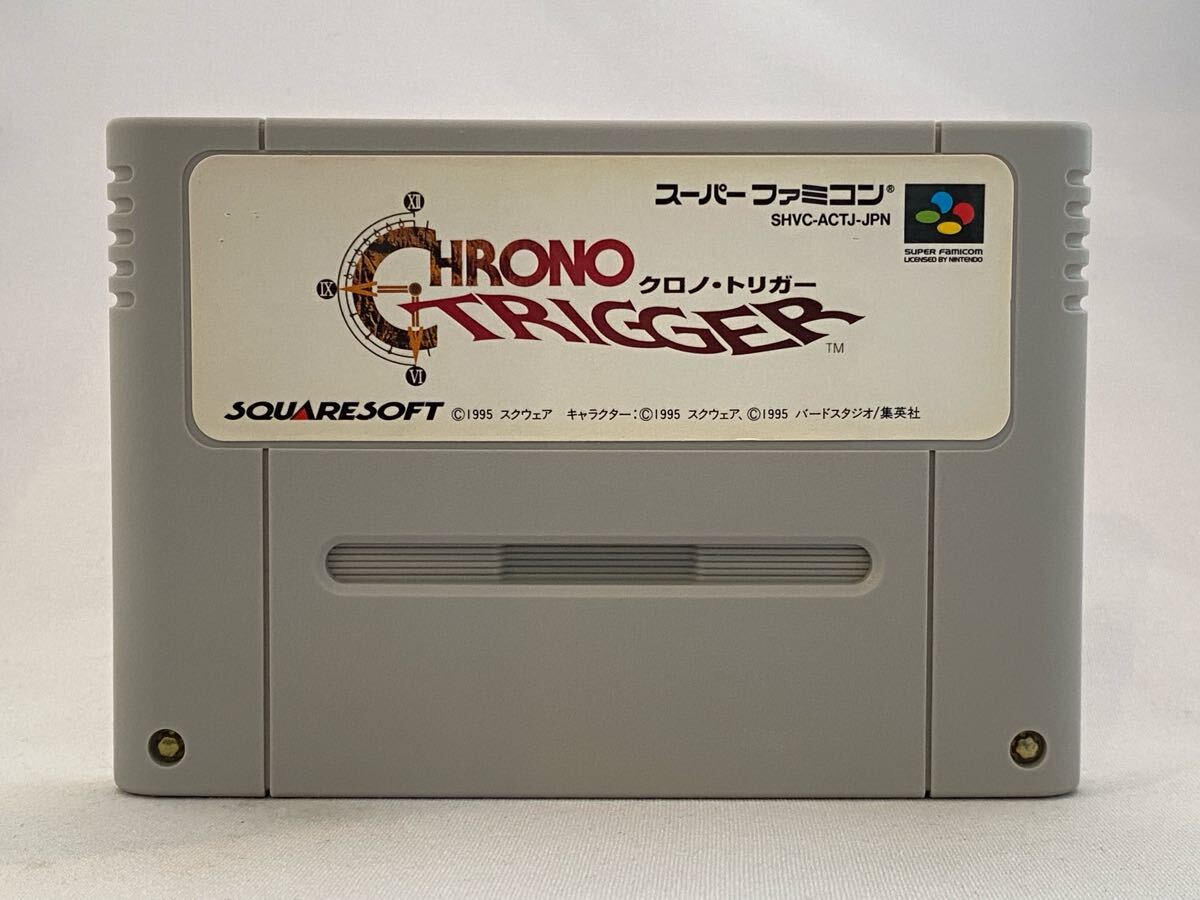 スーパーファミコン®
SHVC-ACTJ-JPN
SUPER FAMICOM
LICENSED BY NINTENDO
XII
IX
VI
CHRONO
クロノ・トリガー
TRIGGER™
SQUARESOFT ©1995 スクウェア キャラクター:©1995 スクウェア、©1995 バードスタジオ/集英社